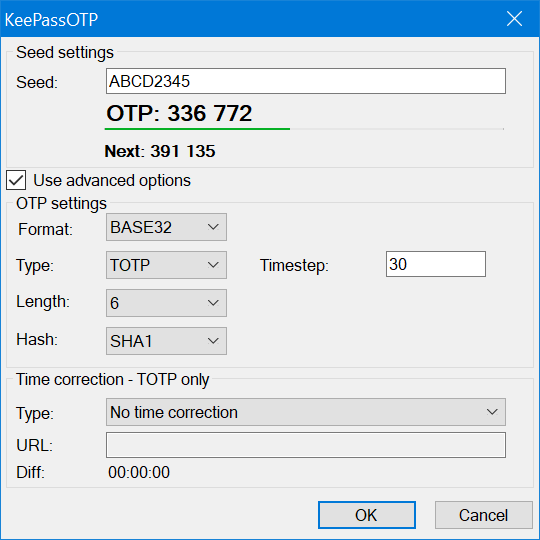 KeePassOTP
Seed settings
Seed: ABCD2345
OTP: 336 772
Next: 391 135
Use advanced options
OTP settings
Format: BASE32
Type: TOTP Timestep: 30
Length: 6
Hash: SHA1
Time correction - TOTP only
Type: No time correction
URL:
Diff: 00:00:00
OK Cancel